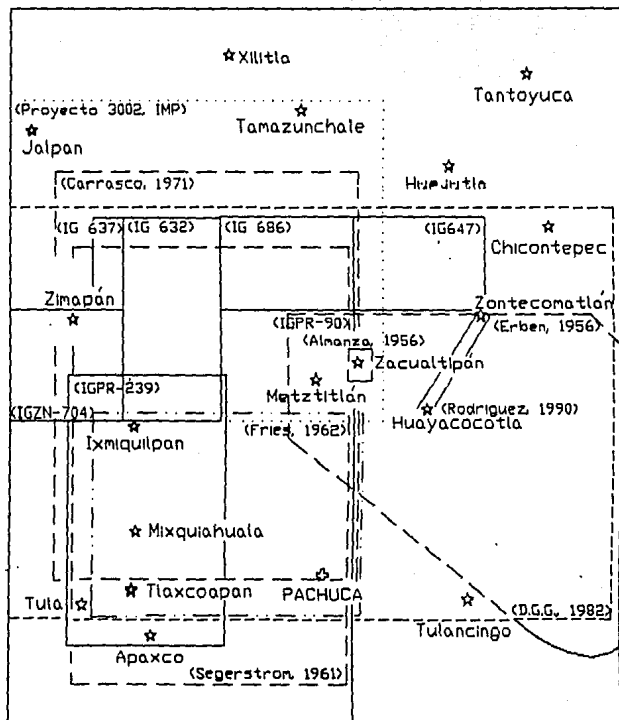 Xilitla
Tantoyuca
(Proyecto 3002, IMP)
Tamazunchale
Jalpan
Huejutla
(Carrasco, 1971)
(IG 637)
(IG 632)
(IG 686)
(IG647)
Chicontepec
Zimapán
Zontecomatlán
(IGPR-90)
(Erben, 1956)
(Almanza, 1956)
Zacualtipán
(IGPR-239)
Metztitlán
(IGZN-704)
(Rodriguez, 1990)
Huayacocotla
Ixmiquilpan
(Fries, 1962)
Mixquiahuala
Tlaxcoapan
PACHUCA
Tula
(D.G.G., 1982)
Tulancingo
Apaxco
(Segerstrom 1961)